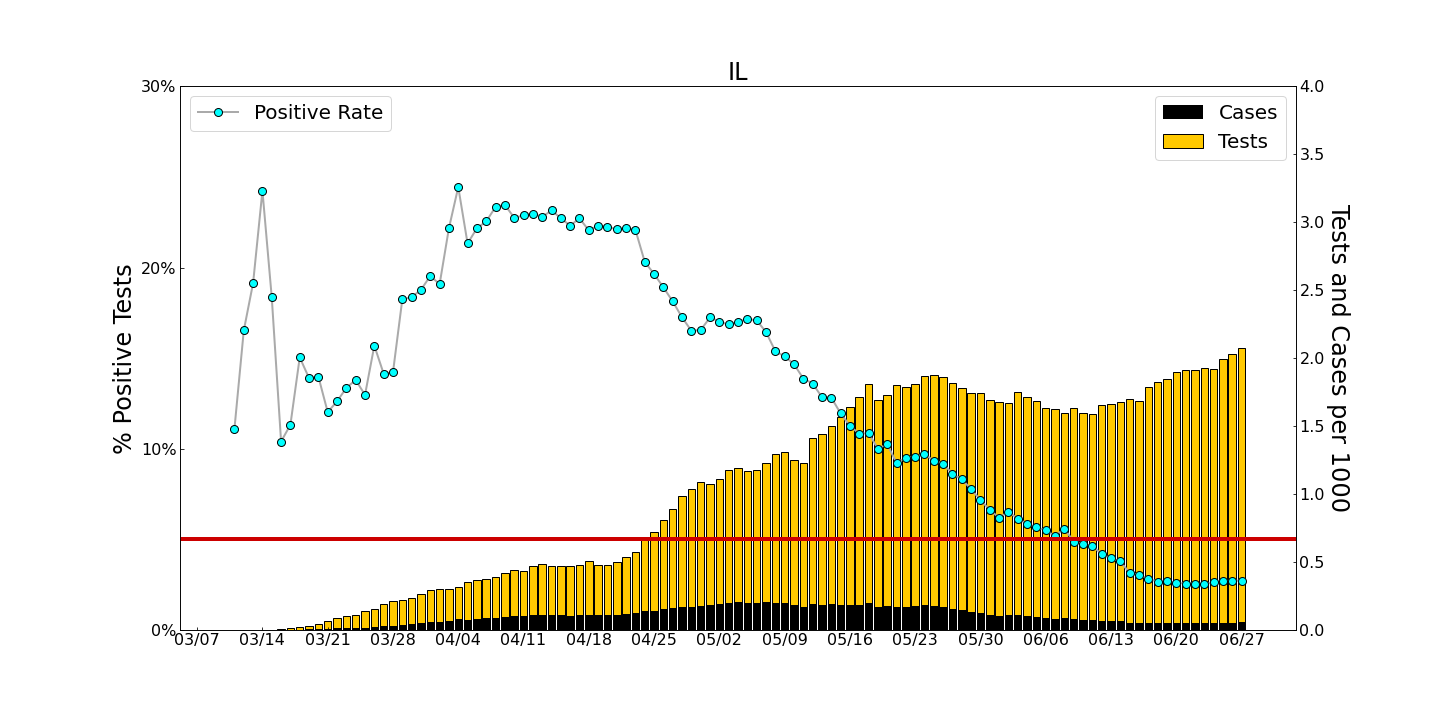 IL
30%
20%
10%
0%
% Positive Tests
Positive Rate
Cases
Tests
4.0
3.5
3.0
2.5
2.0
1.5
1.0
0.5
0.0
Tests and Cases per 1000
03/07 03/14 03/21 03/28 04/04 04/11 04/18 04/25 05/02 05/09 05/16 05/23 05/30 06/06 06/13 06/20 06/27